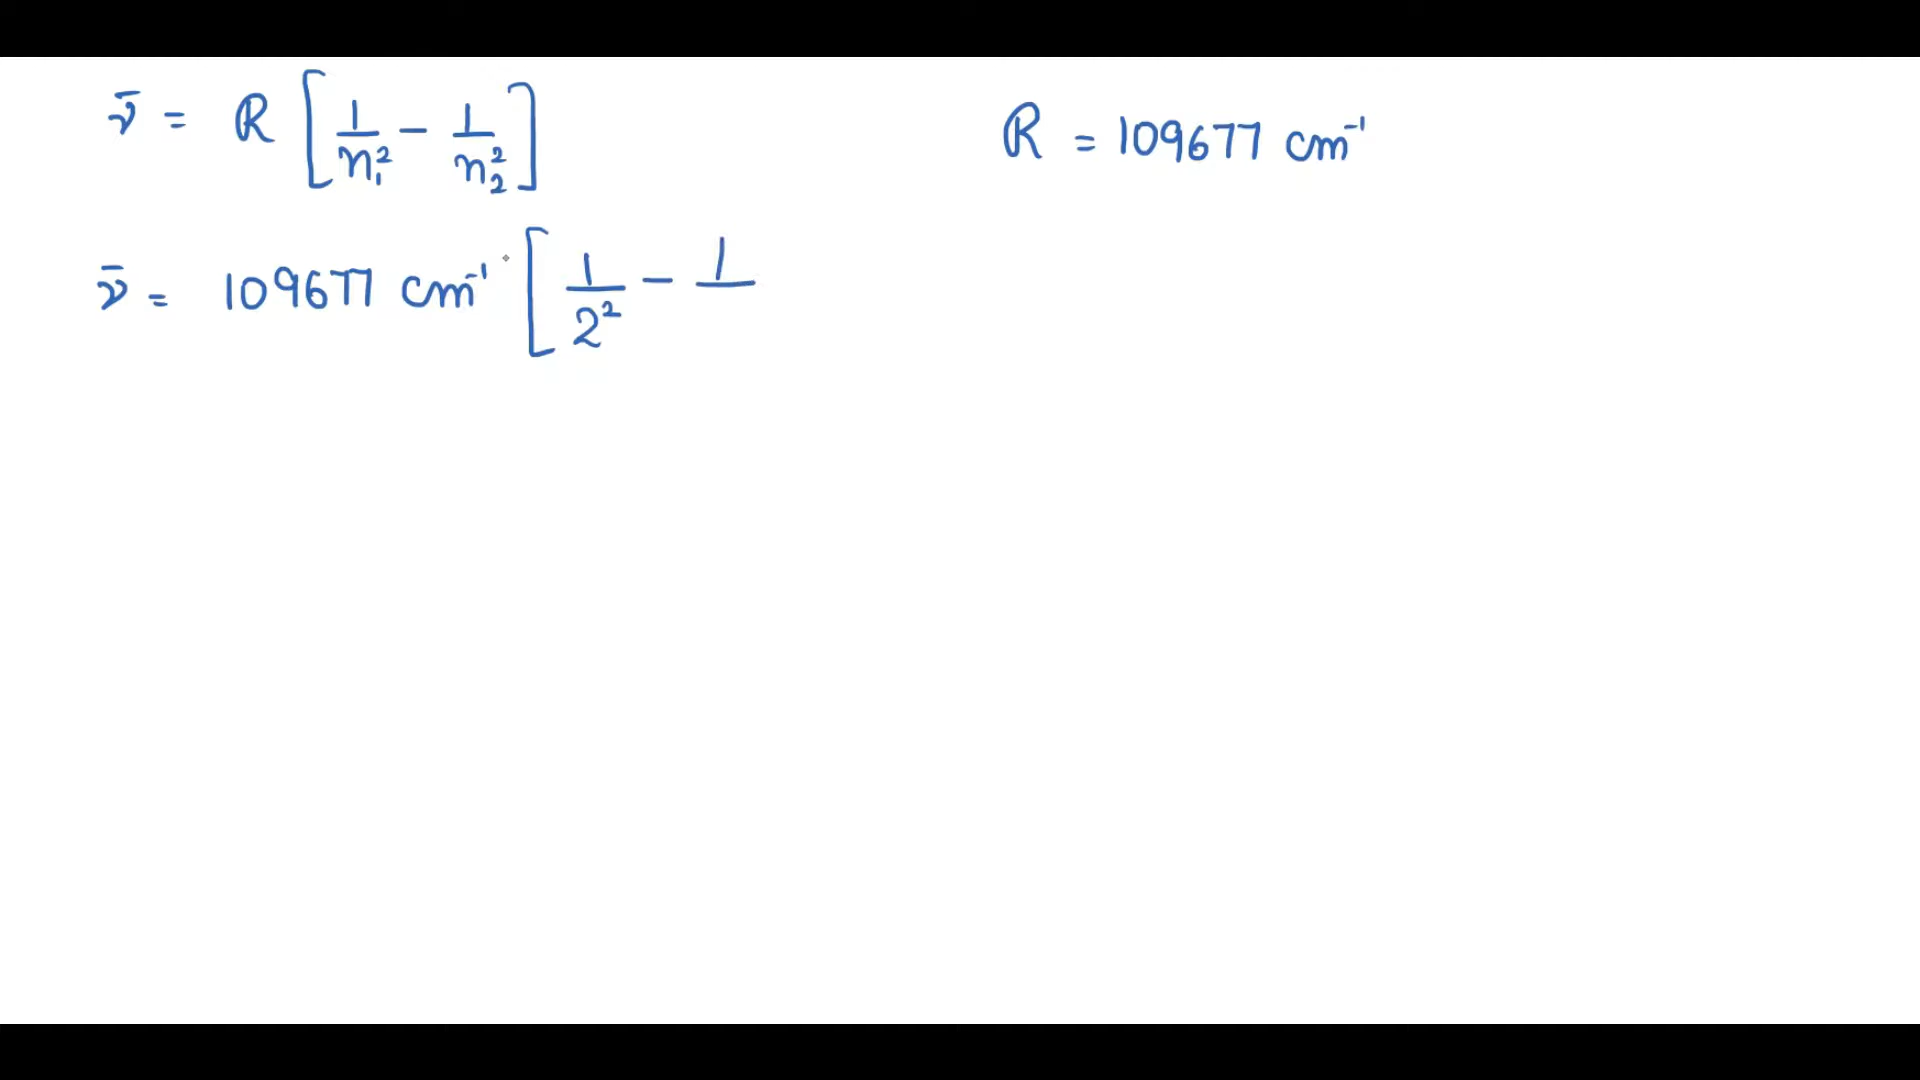 ν̄ = R [1/n₁² − 1/n₂²]
R = 109677 cm⁻¹
ν̄ = 109677 cm⁻¹ [1/2² − 1/